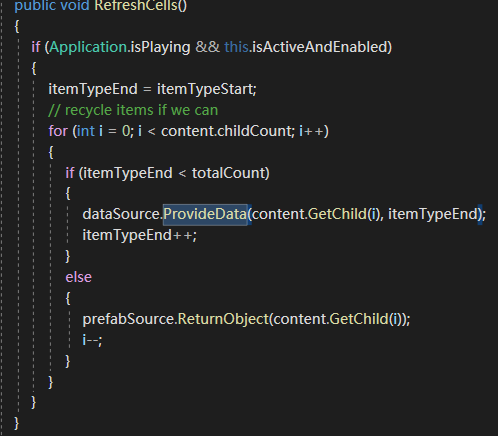 public void RefreshCells()
{
if (Application.isPlaying && this.isActiveAndEnabled)
{
itemTypeEnd = itemTypeStart;
// recycle items if we can
for (int i = 0; i < content.childCount; i++)
{
if (itemTypeEnd < totalCount)
{
dataSource.ProvideData(content.GetChild(i), itemTypeEnd);
itemTypeEnd++;
}
else
{
prefabSource.ReturnObject(content.GetChild(i));
i--;
}
}
}
}